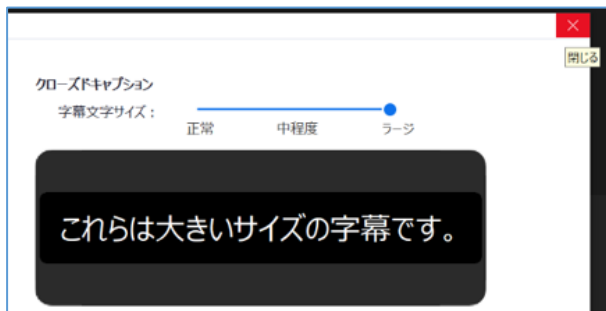 閉じる
クローズドキャプション
字幕文字サイズ：
正常 中程度 ラージ
これらは大きいサイズの字幕です。